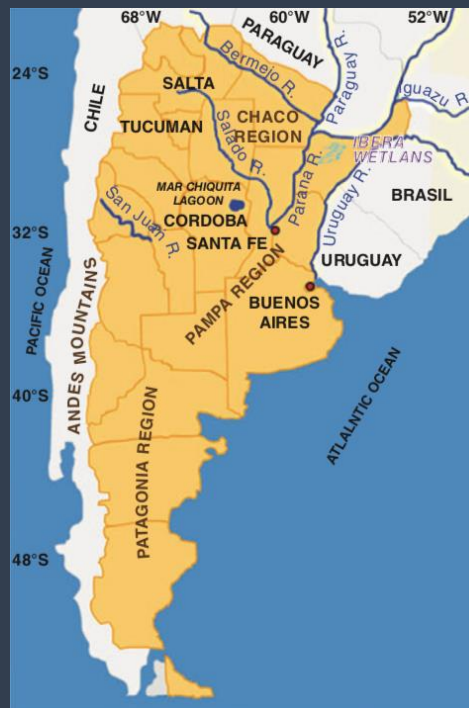 68°W
60°W
52°W
PARAGUAY
24°S
Bermejo R.
Paraguay R.
Iguazu R.
SALTA
CHILE
CHACO
REGION
TUCUMAN
Salado R.
IBERA
WETLANS
Parana R.
Uruguay R.
MAR CHIQUITA
LAGOON
San Juan R.
BRASIL
CORDOBA
32°S
SANTA FE
URUGUAY
PACIFIC OCEAN
ANDES MOUNTAINS
PAMPA REGION
BUENOS
AIRES
40°S
ATLALNTIC OCEAN
PATAGONIA REGION
48°S